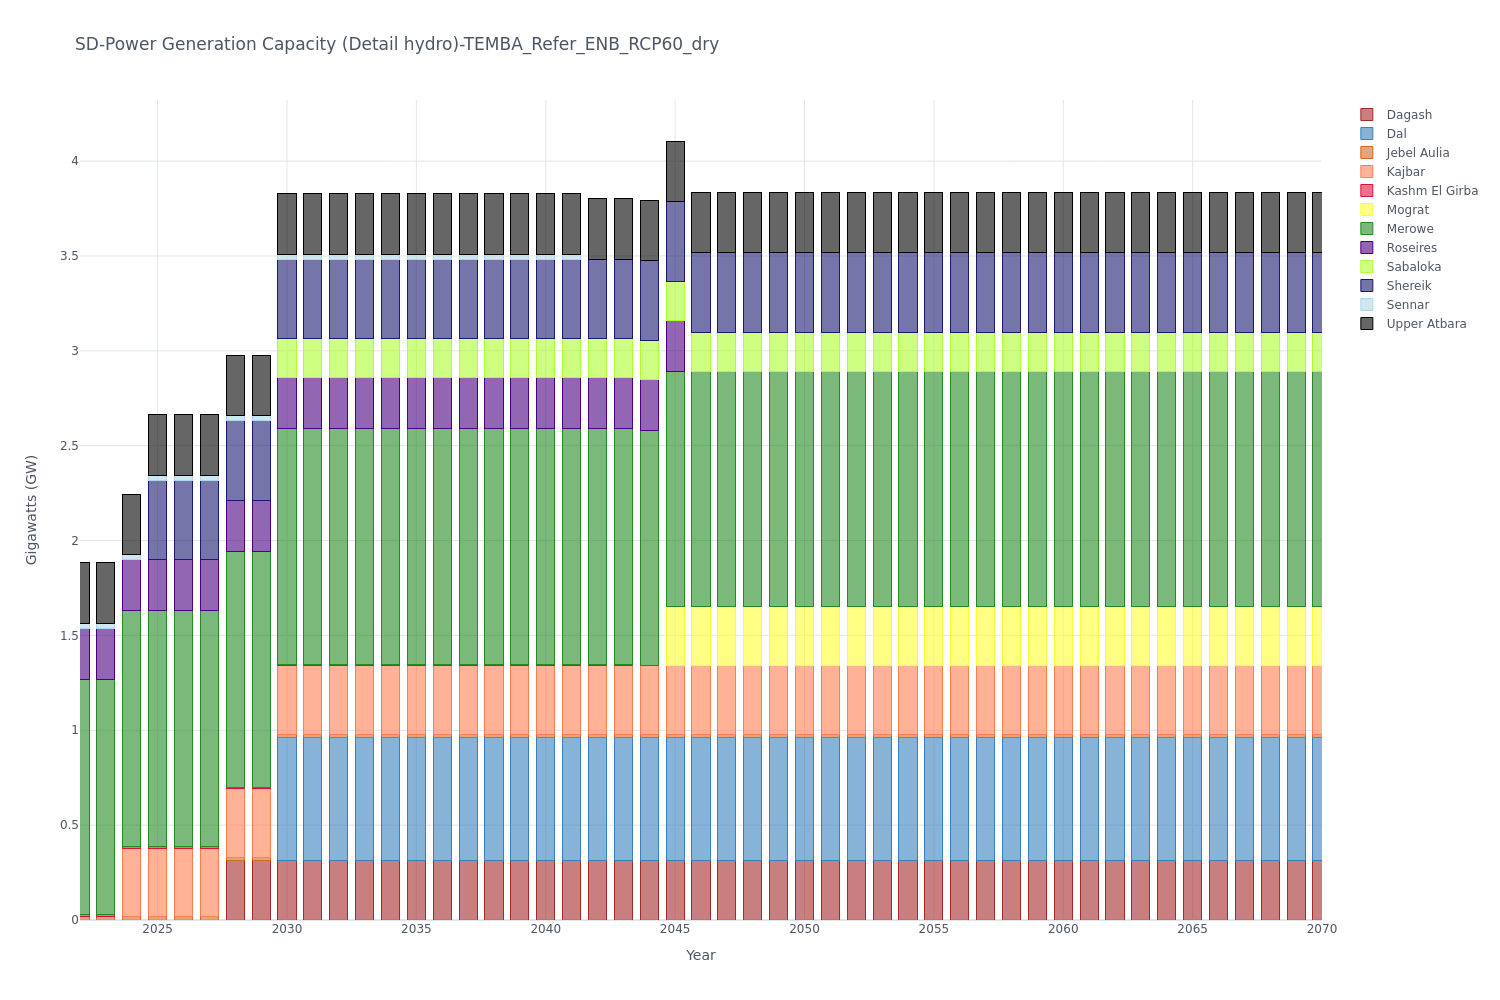 SD-Power Generation Capacity (Detail hydro)-TEMBA_Refer_ENB_RCP60_dry
Gigawatts (GW)
4
3.5
3
2.5
2
1.5
1
0.5
0
2025 2030 2035 2040 2045 2050 2055 2060 2065 2070
Year
Dagash
Dal
Jebel Aulia
Kajbar
Kashm El Girba
Mograt
Merowe
Roseires
Sabaloka
Shereik
Sennar
Upper Atbara